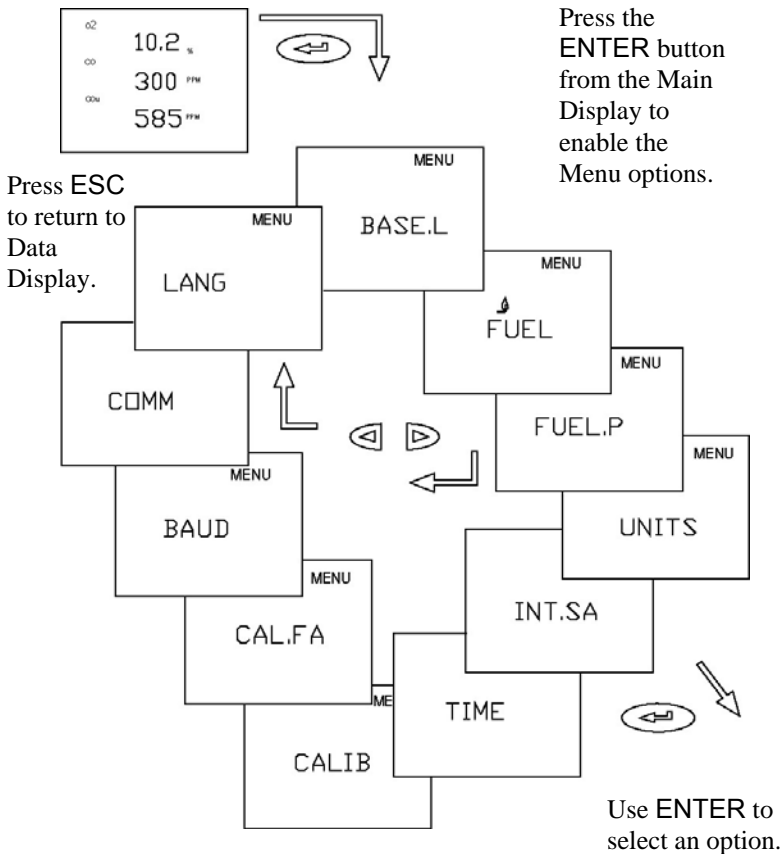 o2
10.2 %
co
300 PPM
COu
585 PPM
Press the
ENTER button
from the Main
Display to
enable the
Menu options.
Press ESC
to return to
Data
Display.
MENU
BASE.L
MENU
FUEL
MENU
FUEL.P
MENU
UNITS
INT.SA
TIME
ME
CALIB
MENU
CAL.FA
MENU
BAUD
COMM
MENU
LANG
Use ENTER to
select an option.